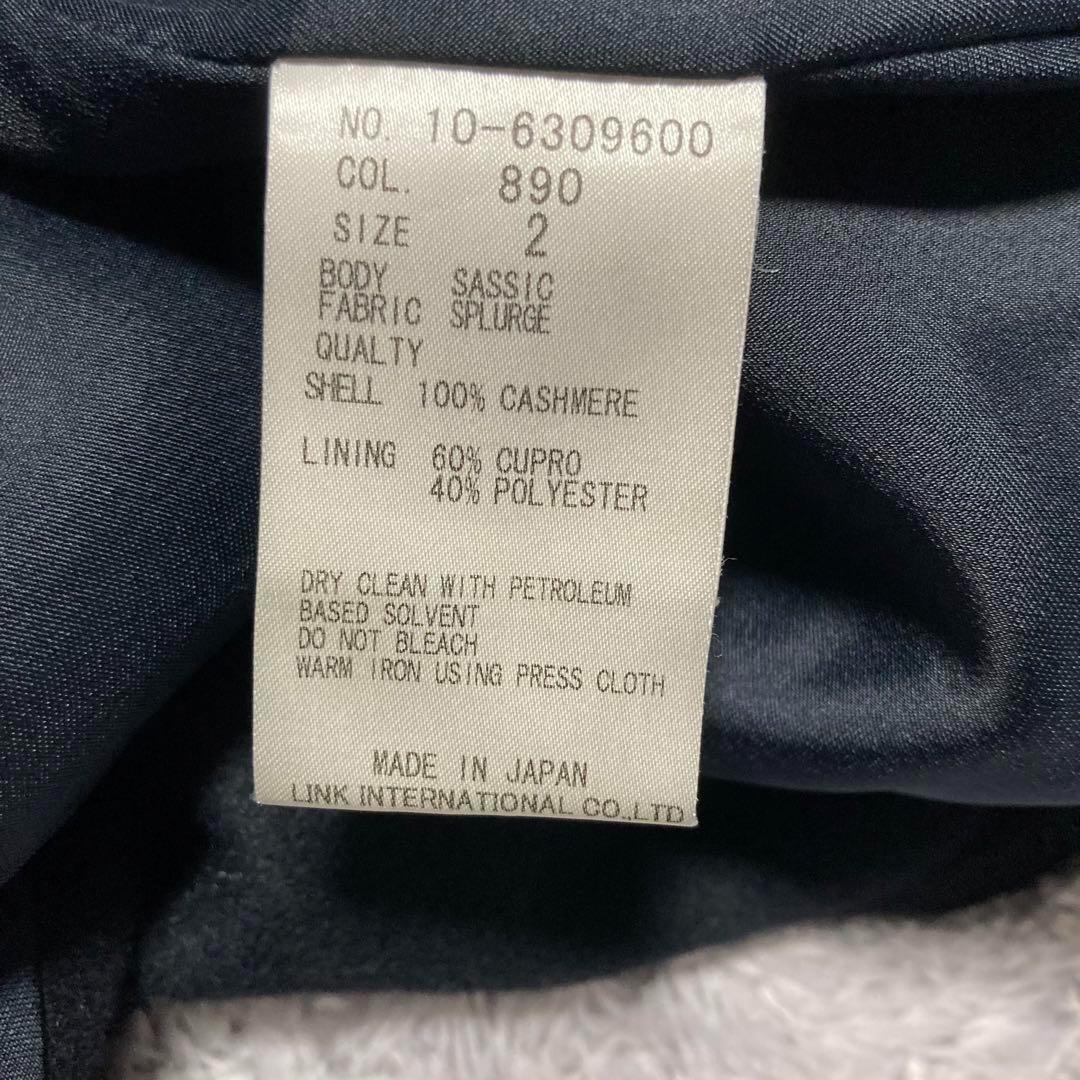 NO. 10-6309600
COL. 890
SIZE 2
BODY SASSIC
FABRIC SPLURGE
QUALTY
SHELL 100% CASHMERE
LINING 60% CUPRO
40% POLYESTER
DRY CLEAN WITH PETROLEUM
BASED SOLVENT
DO NOT BLEACH
WARM IRON USING PRESS CLOTH
MADE IN JAPAN
LINK INTERNATIONAL CO.,LTD